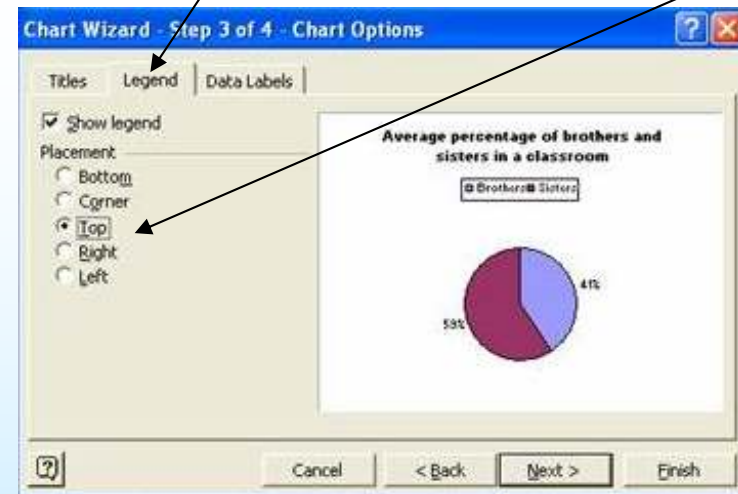 Chart Wizard - Step 3 of 4 - Chart Options
Titles Legend Data Labels
Show legend
Placement
Bottom
Corner
Top
Right
Left
Average percentage of brothers and
sisters in a classroom
Brothers Sisters
41%
59%
Cancel < Back Next > Finish